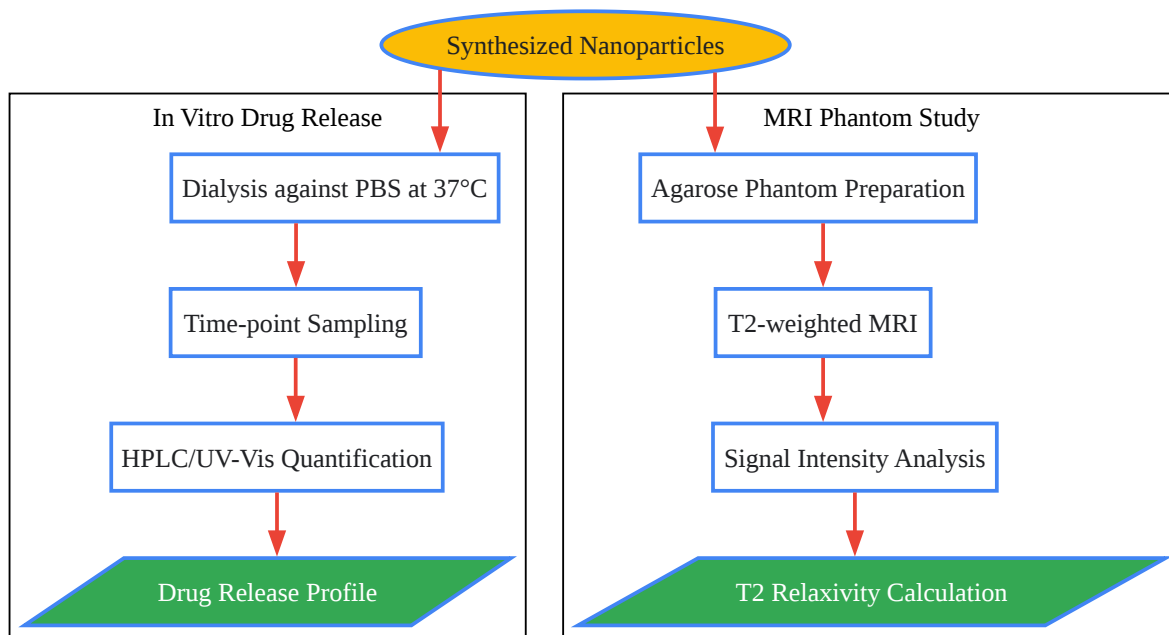 Synthesized Nanoparticles
In Vitro Drug Release
Dialysis against PBS at 37°C
Time-point Sampling
HPLC/UV-Vis Quantification
Drug Release Profile
MRI Phantom Study
Agarose Phantom Preparation
T2-weighted MRI
Signal Intensity Analysis
T2 Relaxivity Calculation